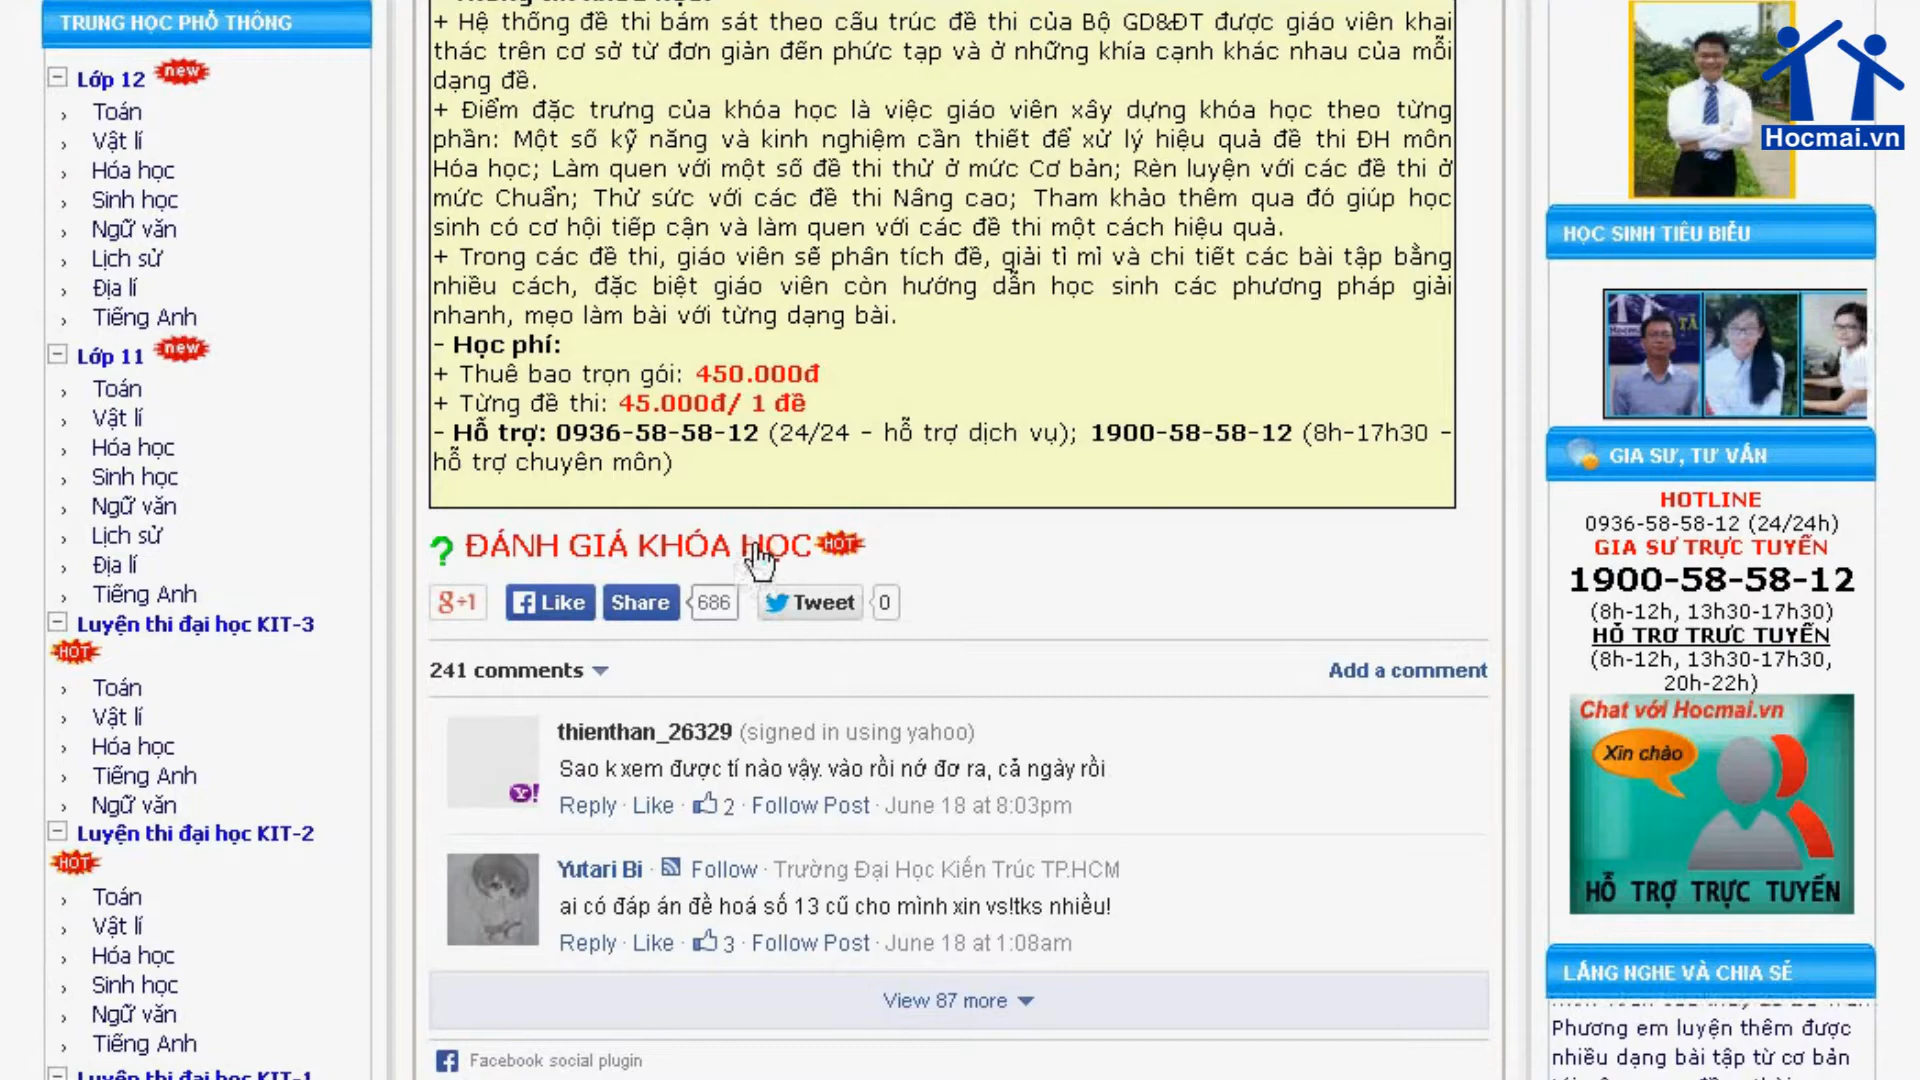 TRUNG HỌC PHỔ THÔNG
Lớp 12 new
Toán
Vật lí
Hóa học
Sinh học
Ngữ văn
Lịch sử
Địa lí
Tiếng Anh
Lớp 11 new
Toán
Vật lí
Hóa học
Sinh học
Ngữ văn
Lịch sử
Địa lí
Tiếng Anh
Luyện thi đại học KIT-3
HOT
Toán
Vật lí
Hóa học
Tiếng Anh
Ngữ văn
Luyện thi đại học KIT-2
HOT
Toán
Vật lí
Hóa học
Sinh học
Ngữ văn
Tiếng Anh
Luyện thi đại học KIT-1
+ Hệ thống đề thi bám sát theo cấu trúc đề thi của Bộ GD&ĐT được giáo viên khai
thác trên cơ sở từ đơn giản đến phức tạp và ở những khía cạnh khác nhau của mỗi
dạng đề.
+ Điểm đặc trưng của khóa học là việc giáo viên xây dựng khóa học theo từng
phần: Một số kỹ năng và kinh nghiệm cần thiết để xử lý hiệu quả đề thi ĐH môn
Hóa học; Làm quen với một số đề thi thử ở mức Cơ bản; Rèn luyện với các đề thi ở
mức Chuẩn; Thử sức với các đề thi Nâng cao; Tham khảo thêm qua đó giúp học
sinh có cơ hội tiếp cận và làm quen với các đề thi một cách hiệu quả.
+ Trong các đề thi, giáo viên sẽ phân tích đề, giải tỉ mỉ và chi tiết các bài tập bằng
nhiều cách, đặc biệt giáo viên còn hướng dẫn học sinh các phương pháp giải
nhanh, mẹo làm bài với từng dạng bài.
- Học phí:
+ Thuê bao trọn gói: 450.000đ
+ Từng đề thi: 45.000đ/ 1 đề
- Hỗ trợ: 0936-58-58-12 (24/24 - hỗ trợ dịch vụ); 1900-58-58-12 (8h-17h30 -
hỗ trợ chuyên môn)
? ĐÁNH GIÁ KHÓA HỌC HOT
g+1 Like Share 686 Tweet 0
241 comments Add a comment
thienthan_26329 (signed in using yahoo)
Sao k xem được tí nào vậy. vào rồi nớ đơ ra, cả ngày rồi
Reply · Like · 2 · Follow Post · June 18 at 8:03pm
Y!
Yutari Bi · Follow · Trường Đại Học Kiến Trúc TP.HCM
ai có đáp án đề hoá số 13 cũ cho mình xin vs!tks nhiều!
Reply · Like · 3 · Follow Post · June 18 at 1:08am
View 87 more
Facebook social plugin
Hocmai.vn
HỌC SINH TIÊU BIỂU
GIA SƯ, TƯ VẤN
HOTLINE
0936-58-58-12 (24/24h)
GIA SƯ TRỰC TUYẾN
1900-58-58-12
(8h-12h, 13h30-17h30)
HỖ TRỢ TRỰC TUYẾN
(8h-12h, 13h30-17h30,
20h-22h)
Chat với Hocmai.vn
Xin chào
HỖ TRỢ TRỰC TUYẾN
LẮNG NGHE VÀ CHIA SẺ
Phương em luyện thêm được
nhiều dạng bài tập từ cơ bản